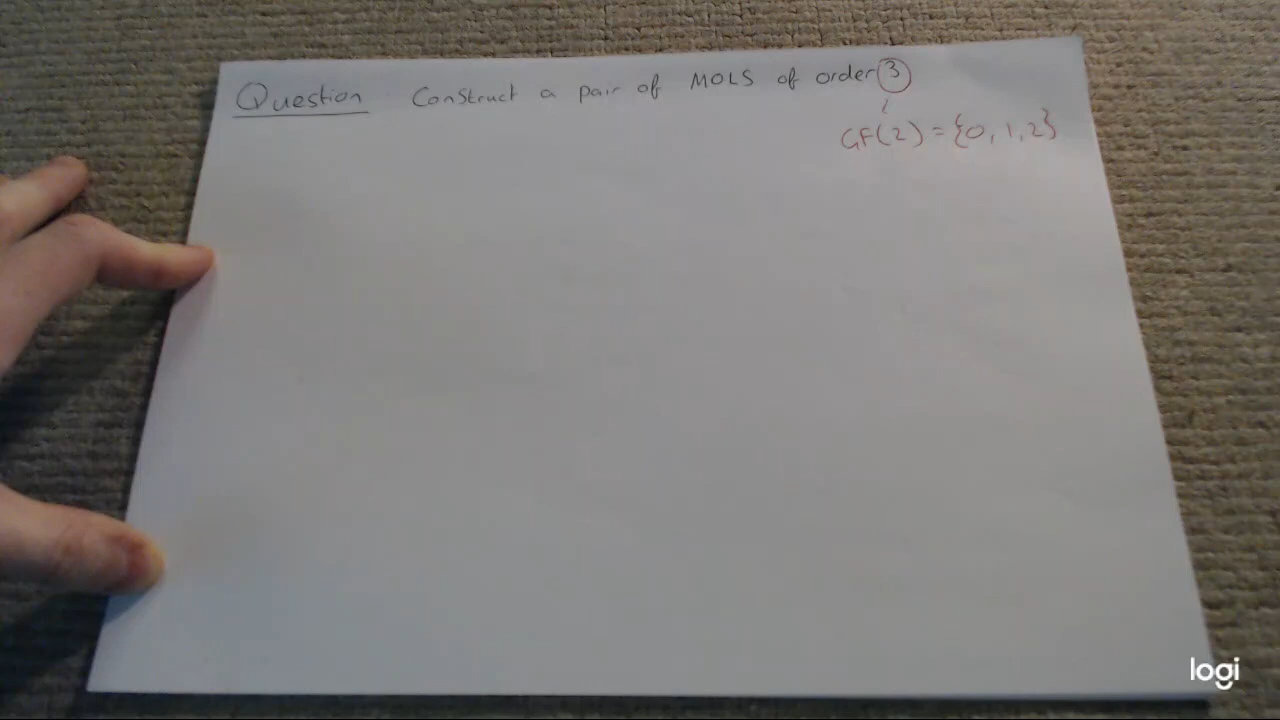 Question Construct a pair of MOLS of order 3
GF(2) = {0, 1, 2}
logi